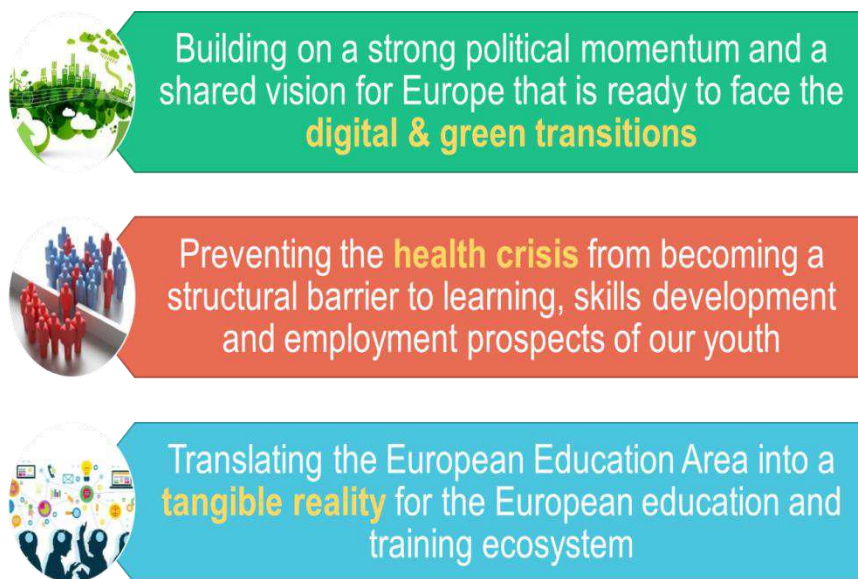 Building on a strong political momentum and a
shared vision for Europe that is ready to face the
digital & green transitions
Preventing the health crisis from becoming a
structural barrier to learning, skills development
and employment prospects of our youth
Translating the European Education Area into a
tangible reality for the European education and
training ecosystem